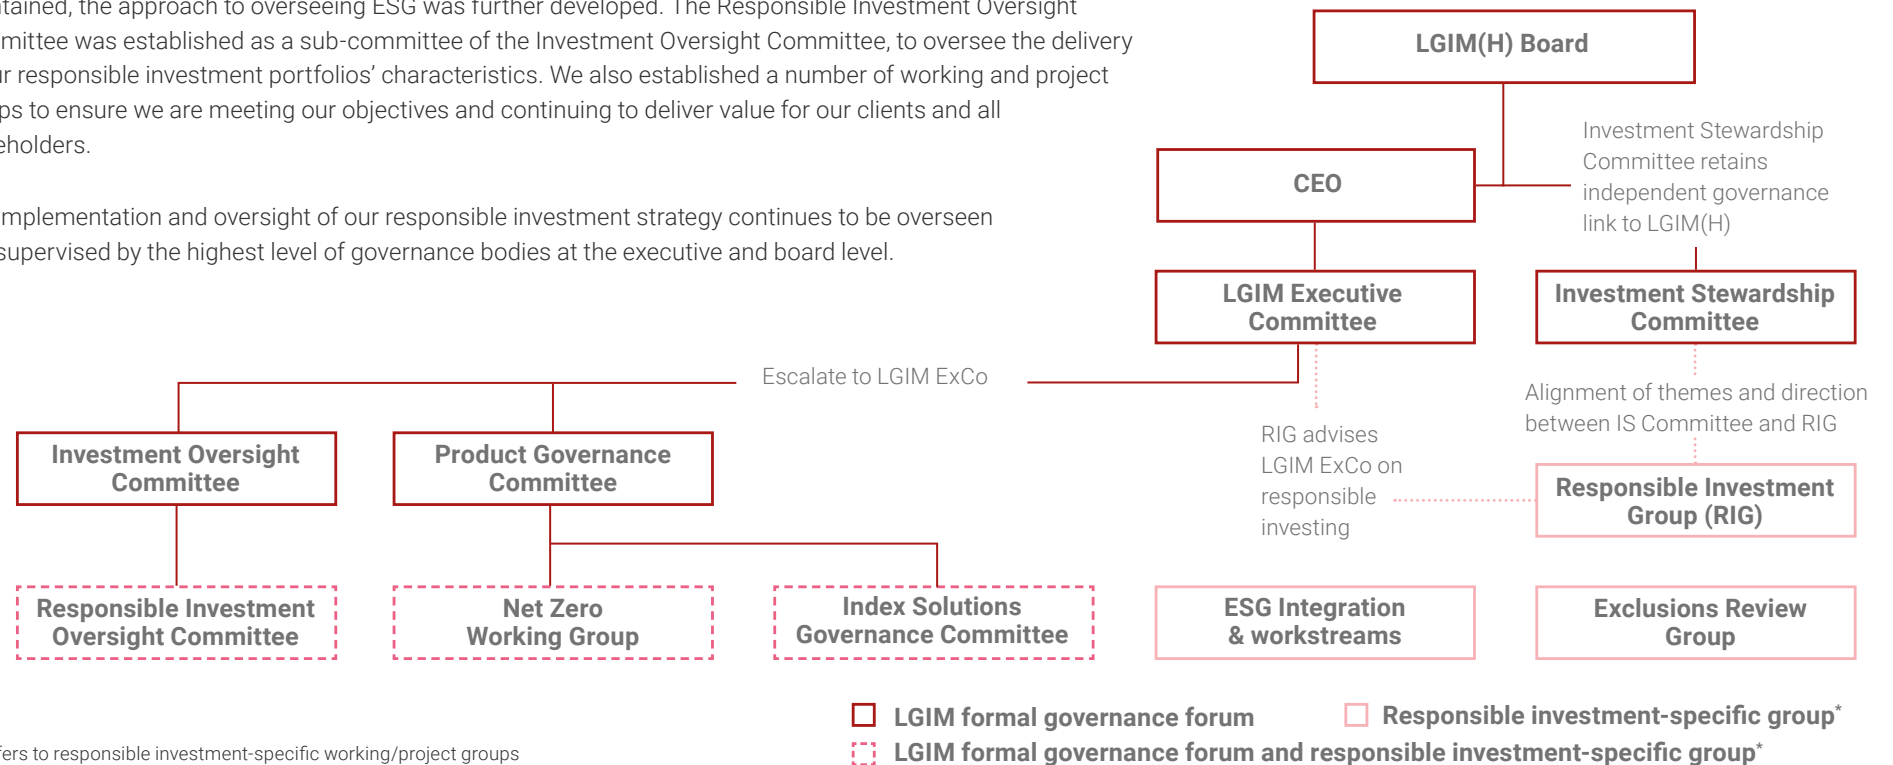 the approach to overseeing ESG was further developed. The Responsible Investment Oversight
was established as a sub-committee of the Investment Oversight Committee, to oversee the delivery
responsible investment portfolios’ characteristics. We also established a number of working and project
to ensure we are meeting our objectives and continuing to deliver value for our clients and all
implementation and oversight of our responsible investment strategy continues to be overseen
supervised by the highest level of governance bodies at the executive and board level.
LGIM(H) Board
CEO
Investment Stewardship
Committee retains
independent governance
link to LGIM(H)
LGIM Executive
Committee
Investment Stewardship
Committee
Escalate to LGIM ExCo
Alignment of themes and direction
between IS Committee and RIG
RIG advises
LGIM ExCo on
responsible
investing
Investment Oversight
Committee
Product Governance
Committee
Responsible Investment
Group (RIG)
Responsible Investment
Oversight Committee
Net Zero
Working Group
Index Solutions
Governance Committee
ESG Integration
& workstreams
Exclusions Review
Group
LGIM formal governance forum
Responsible investment-specific group*
LGIM formal governance forum and responsible investment-specific group*
to responsible investment-specific working/project groups